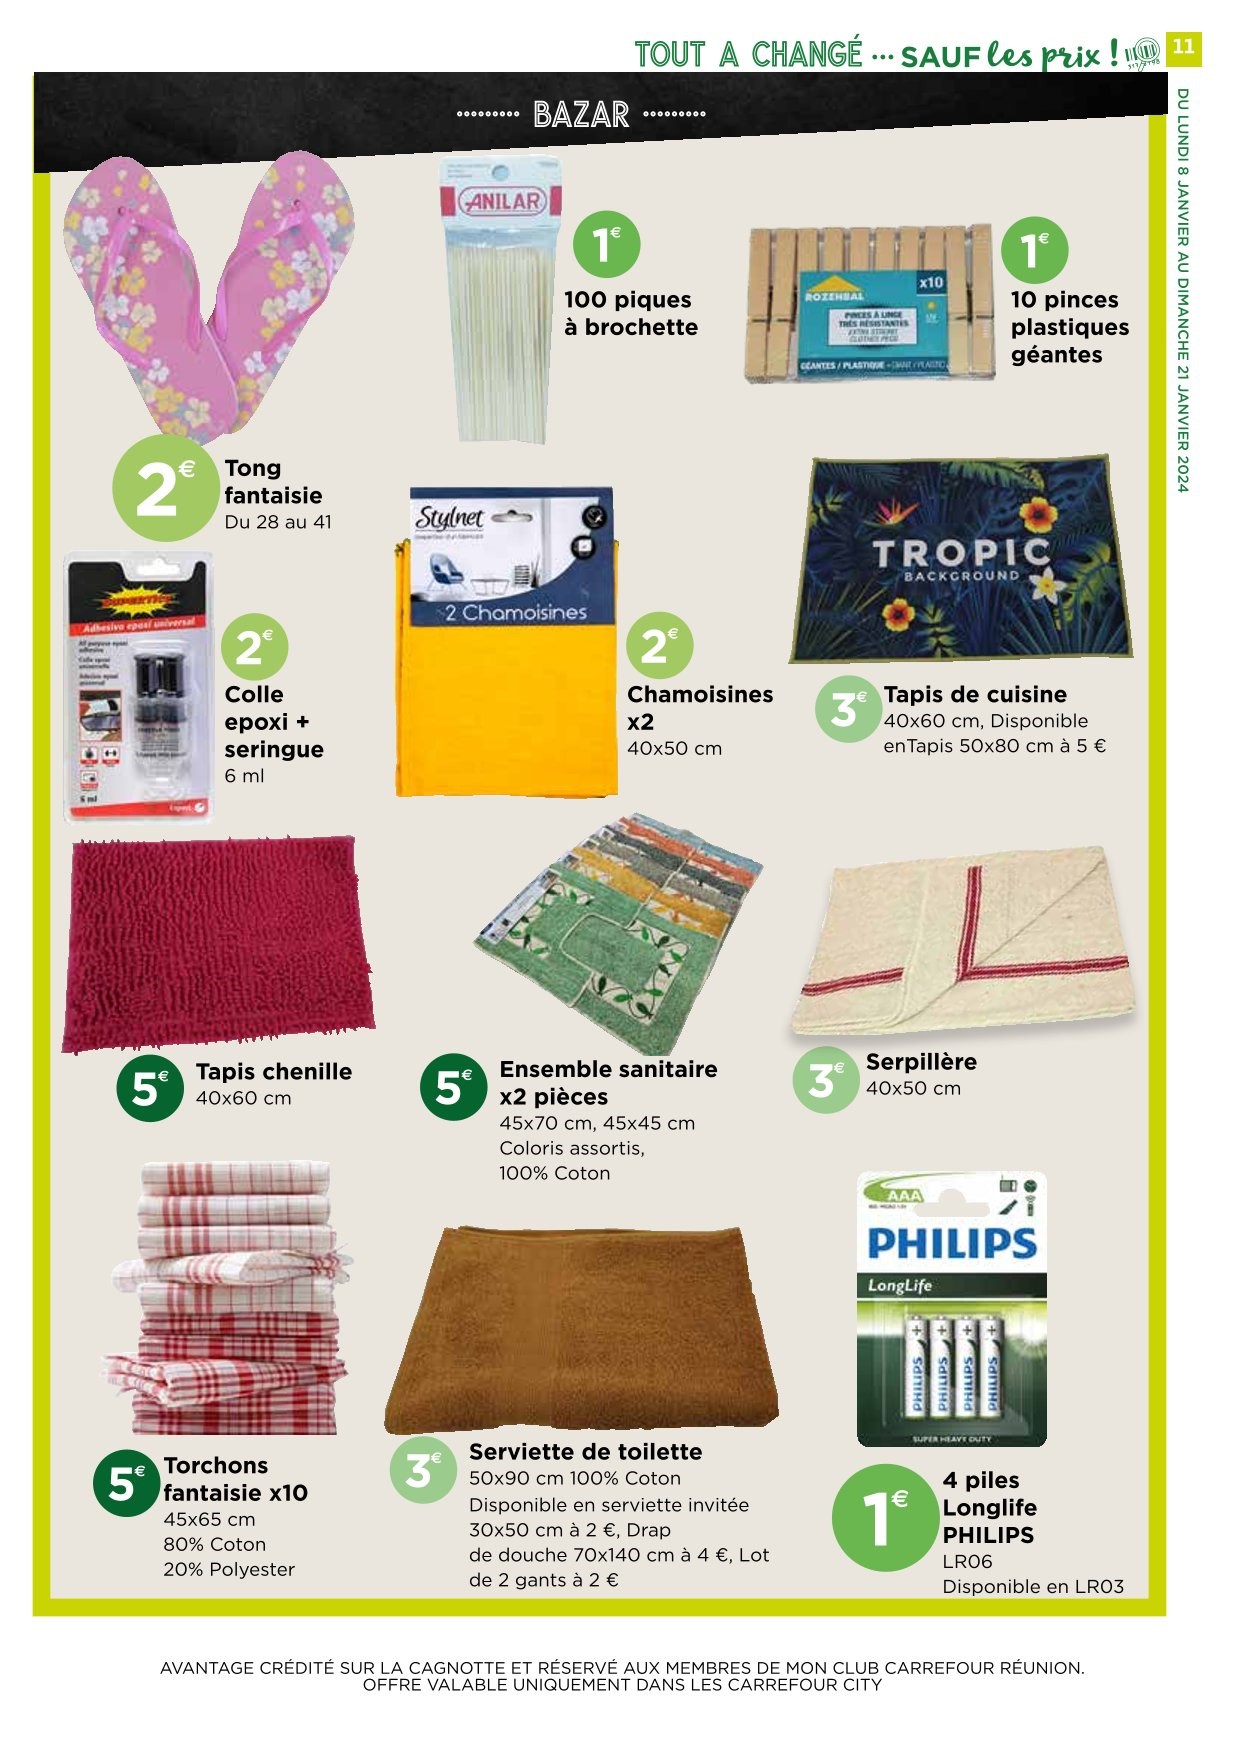 TOUT A CHANGÉ ... SAUF les prix !
11
DU LUNDI 8 JANVIER AU DIMANCHE 21 JANVIER 2024
BAZAR
ANILAR
1€
100 piques
à brochette
ROZENBAL
x10
PINCES À LINGE
TRÈS RÉSISTANTES
EXTRA STRONG
CLOTHES PEGS
GÉANTES / PLASTIQUE - GIANT / PLASTIC
1€
10 pinces
plastiques
géantes
2€
Tong
fantaisie
Du 28 au 41
Adhesivo epoxi universal
6 ml
Expert
2€
Colle
epoxi +
seringue
6 ml
Stylnet
2 Chamoisines
2€
Chamoisines
x2
40x50 cm
TROPIC
BACKGROUND
3€
Tapis de cuisine
40x60 cm, Disponible
enTapis 50x80 cm à 5 €
5€
Tapis chenille
40x60 cm
5€
Ensemble sanitaire
x2 pièces
45x70 cm, 45x45 cm
Coloris assortis,
100% Coton
3€
Serpillère
40x50 cm
5€
Torchons
fantaisie x10
45x65 cm
80% Coton
20% Polyester
3€
Serviette de toilette
50x90 cm 100% Coton
Disponible en serviette invitée
30x50 cm à 2 €, Drap
de douche 70x140 cm à 4 €, Lot
de 2 gants à 2 €
AAA
PHILIPS
LongLife
PHILIPS
PHILIPS
PHILIPS
PHILIPS
SUPER HEAVY DUTY
1€
4 piles
Longlife
PHILIPS
LR06
Disponible en LR03
AVANTAGE CRÉDITÉ SUR LA CAGNOTTE ET RÉSERVÉ AUX MEMBRES DE MON CLUB CARREFOUR RÉUNION.
OFFRE VALABLE UNIQUEMENT DANS LES CARREFOUR CITY